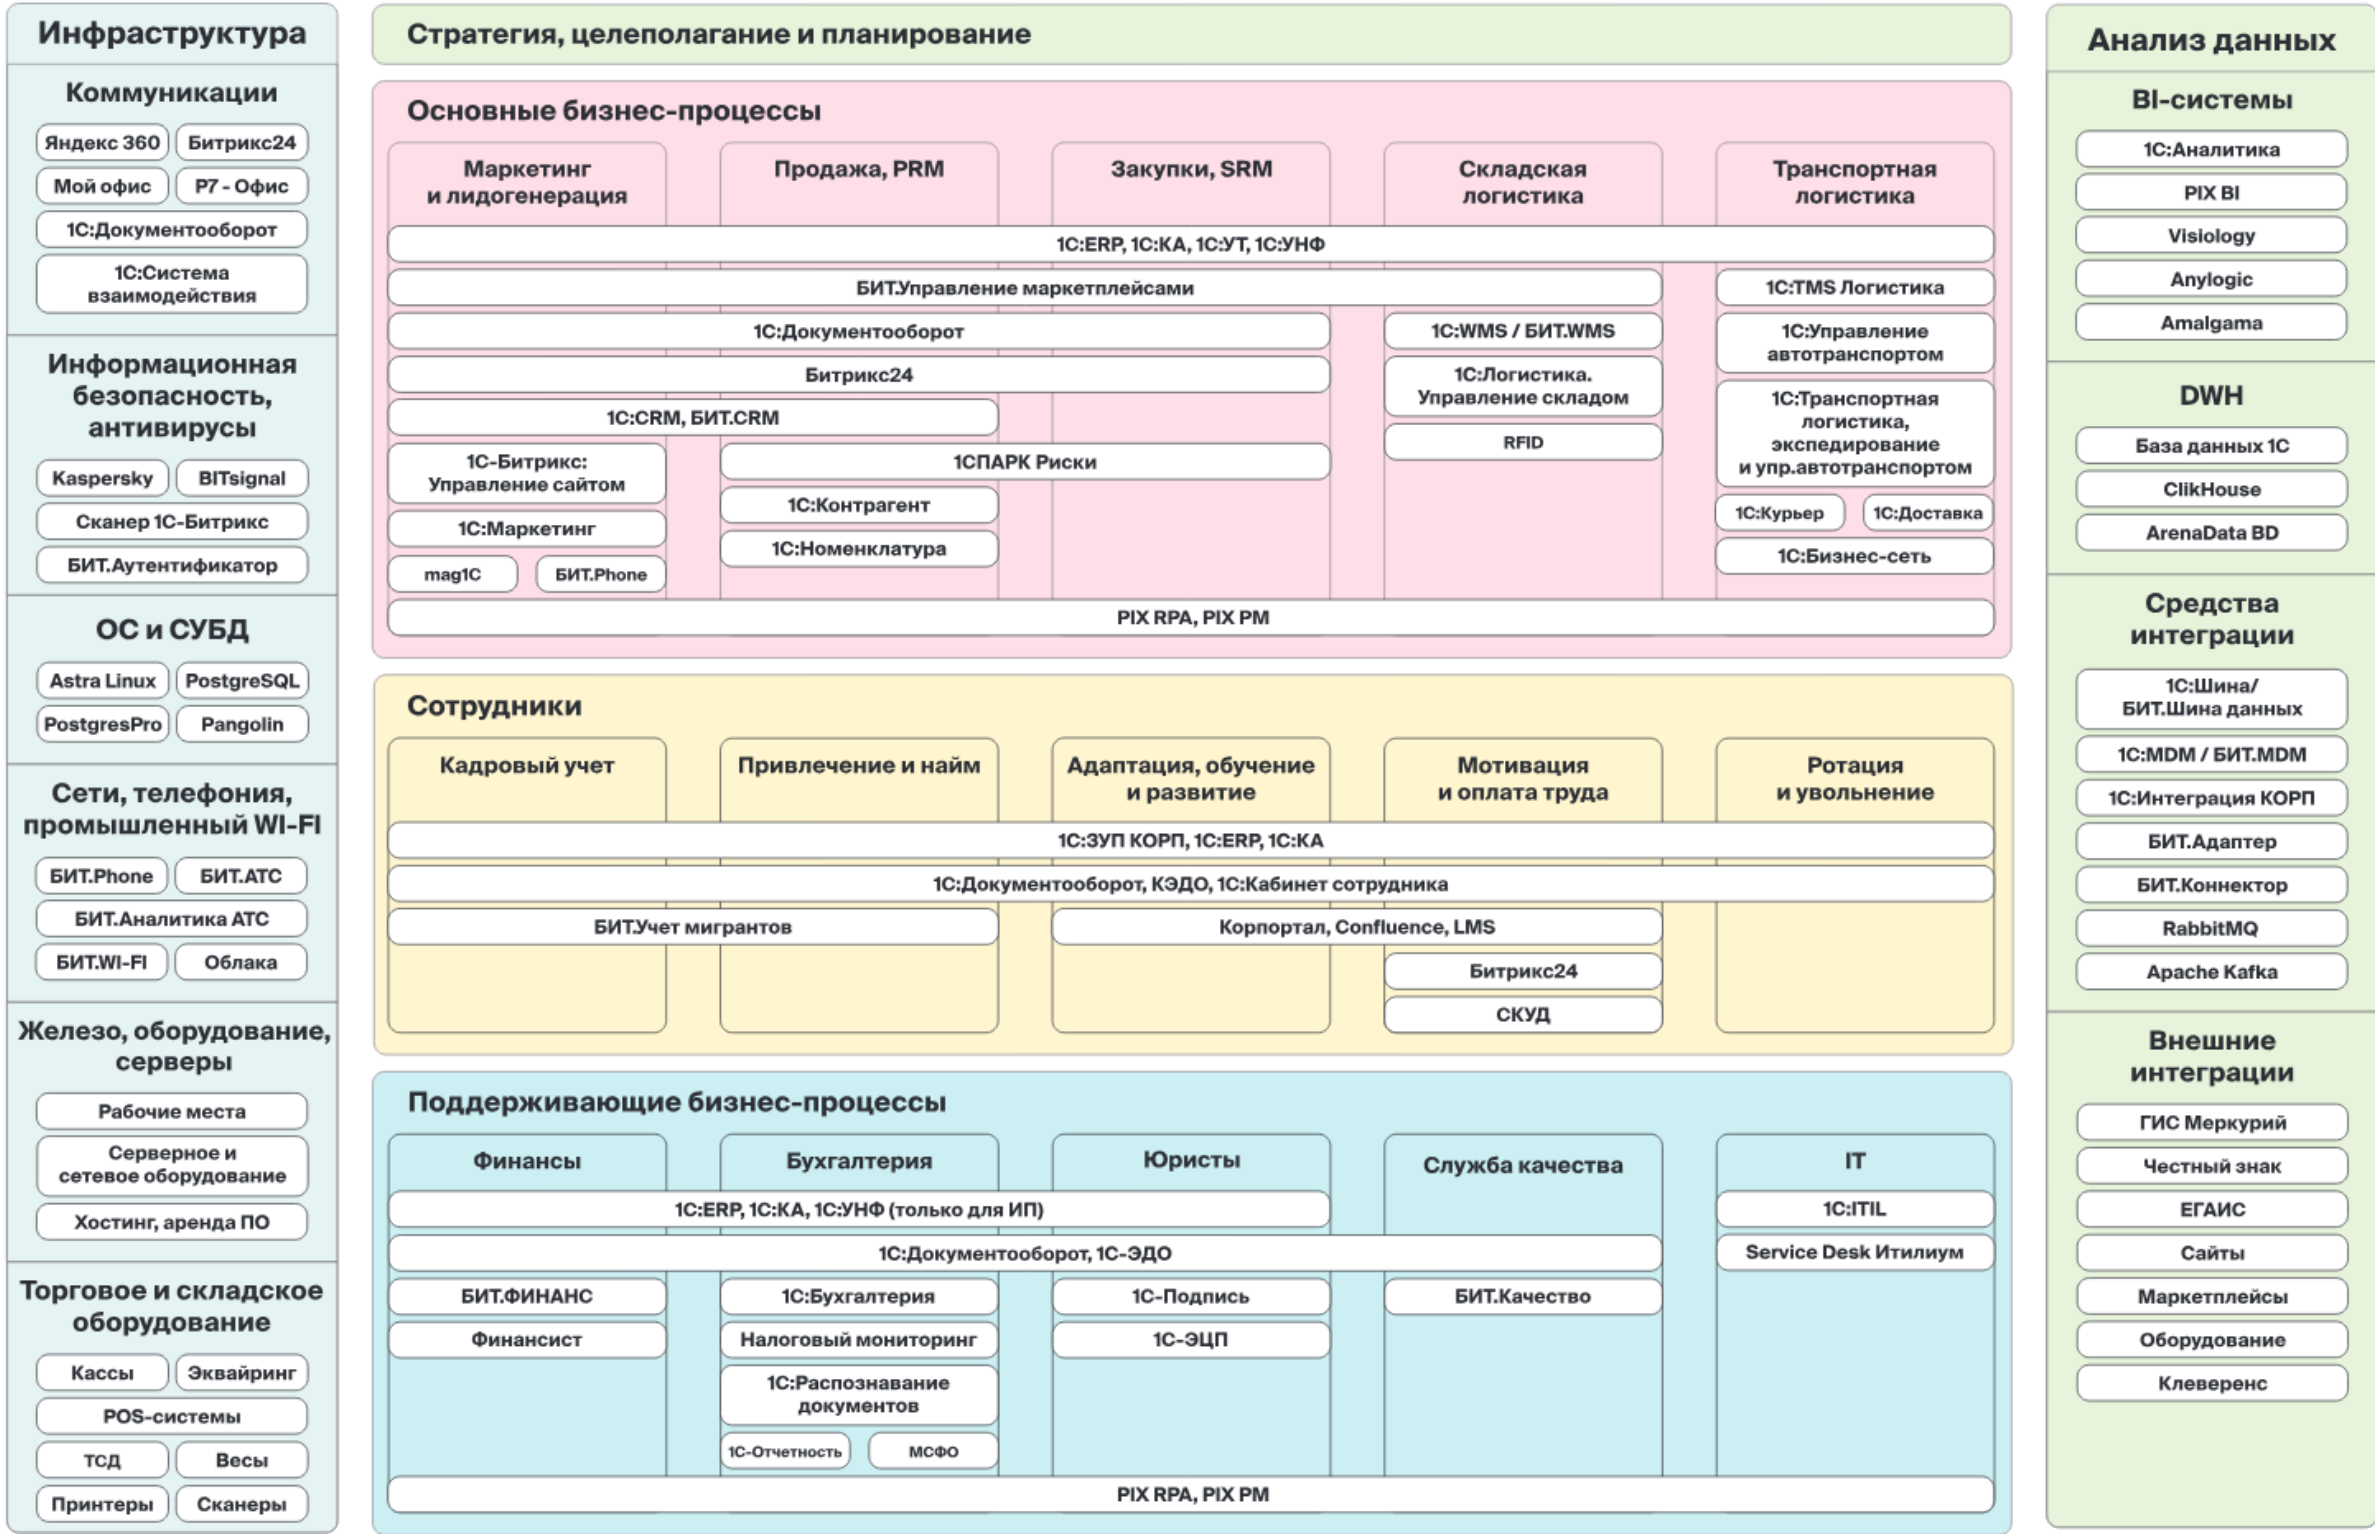 Инфраструктура
Коммуникации
Яндекс 360
Битрикс24
Мой офис
Р7 - Офис
1С:Документооборот
1С:Система
взаимодействия
Информационная
безопасность,
антивирусы
Kaspersky
BITsignal
Сканер 1С-Битрикс
БИТ.Аутентификатор
ОС и СУБД
Astra Linux
PostgreSQL
PostgresPro
Pangolin
Сети, телефония,
промышленный WI-FI
БИТ.Phone
БИТ.АТС
БИТ.Аналитика АТС
БИТ.WI-FI
Облака
Железо, оборудование,
серверы
Рабочие места
Серверное и
сетевое оборудование
Хостинг, аренда ПО
Торговое и складское
оборудование
Кассы
Эквайринг
POS-системы
ТСД
Весы
Принтеры
Сканеры
Стратегия, целеполагание и планирование
Основные бизнес-процессы
Маркетинг
и лидогенерация
Продажа, PRM
Закупки, SRM
Складская
логистика
Транспортная
логистика
1С:ERP, 1С:КА, 1С:УТ, 1С:УНФ
БИТ.Управление маркетплейсами
1С:TMS Логистика
1С:Документооборот
1С:WMS / БИТ.WMS
1С:Управление
автотранспортом
Битрикс24
1С:Логистика.
Управление складом
1С:Транспортная
логистика,
экспедирование
и упр.автотранспортом
1С:CRM, БИТ.CRM
RFID
1С-Битрикс:
Управление сайтом
1СПАРК Риски
1С:Контрагент
1С:Курьер
1С:Доставка
1С:Маркетинг
1С:Номенклатура
1С:Бизнес-сеть
mag1С
БИТ.Phone
PIX RPA, PIX PM
Сотрудники
Кадровый учет
Привлечение и найм
Адаптация, обучение
и развитие
Мотивация
и оплата труда
Ротация
и увольнение
1С:ЗУП КОРП, 1С:ERP, 1С:КА
1С:Документооборот, КЭДО, 1С:Кабинет сотрудника
БИТ.Учет мигрантов
Корпортал, Confluence, LMS
Битрикс24
СКУД
Поддерживающие бизнес-процессы
Финансы
Бухгалтерия
Юристы
Служба качества
IT
1С:ERP, 1С:КА, 1С:УНФ (только для ИП)
1С:ITIL
1С:Документооборот, 1С-ЭДО
Service Desk Итилиум
БИТ.ФИНАНС
1С:Бухгалтерия
1С-Подпись
БИТ.Качество
Финансист
Налоговый мониторинг
1С-ЭЦП
1С:Распознавание
документов
1С-Отчетность
МСФО
PIX RPA, PIX PM
Анализ данных
BI-системы
1С:Аналитика
PIX BI
Visiology
Anylogic
Amalgama
DWH
База данных 1С
ClikHouse
ArenaData BD
Средства
интеграции
1С:Шина/
БИТ.Шина данных
1С:MDM / БИТ.MDM
1С:Интеграция КОРП
БИТ.Адаптер
БИТ.Коннектор
RabbitMQ
Apache Kafka
Внешние
интеграции
ГИС Меркурий
Честный знак
ЕГАИС
Сайты
Маркетплейсы
Оборудование
Клеверенс